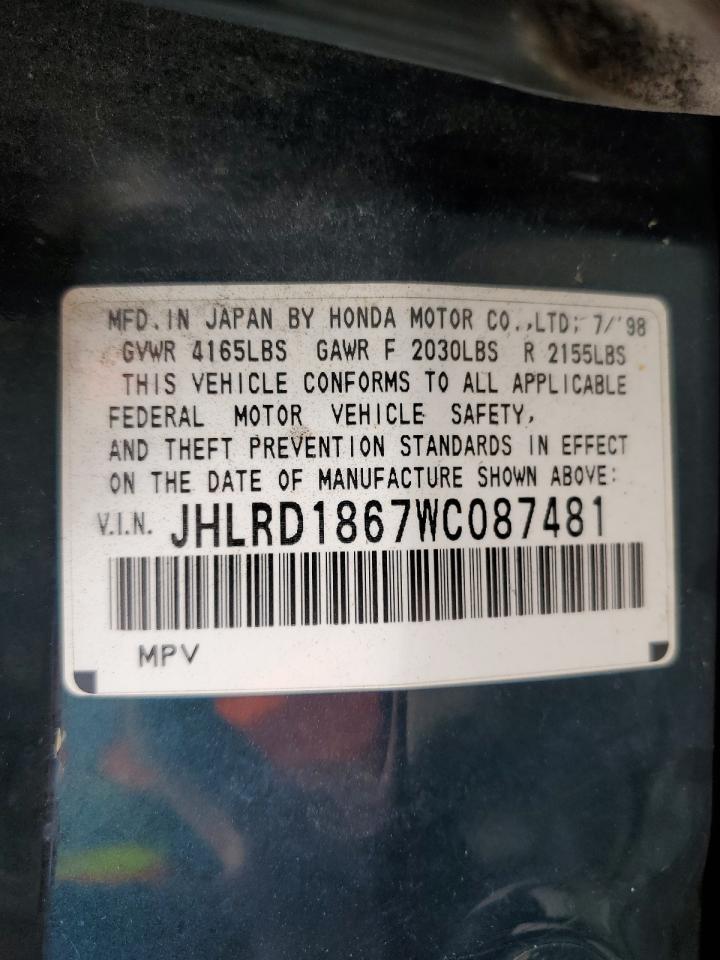 MFD.IN JAPAN BY HONDA MOTOR CO.,LTD; 7/'98
GVWR 4165LBS GAWR F 2030LBS R 2155LBS
THIS VEHICLE CONFORMS TO ALL APPLICABLE
FEDERAL MOTOR VEHICLE SAFETY,
AND THEFT PREVENTION STANDARDS IN EFFECT
ON THE DATE OF MANUFACTURE SHOWN ABOVE:
V.I.N. JHLRD1867WC087481
MPV